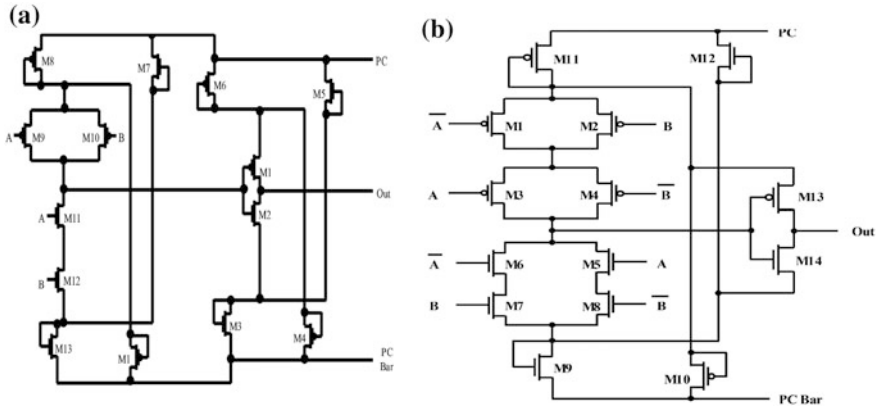 (a)
M8
M7
M6
PC
M5
A
M9
M10
B
M1
Out
A
M11
M2
B
M12
M3
M4
M13
M1
PC
Bar
(b)
PC
M11
M12
A̅
M1
M2
B
A
M3
M4
B̅
M13
Out
A̅
M6
M5
A
M14
B
M7
M8
B̅
M9
M10
PC Bar